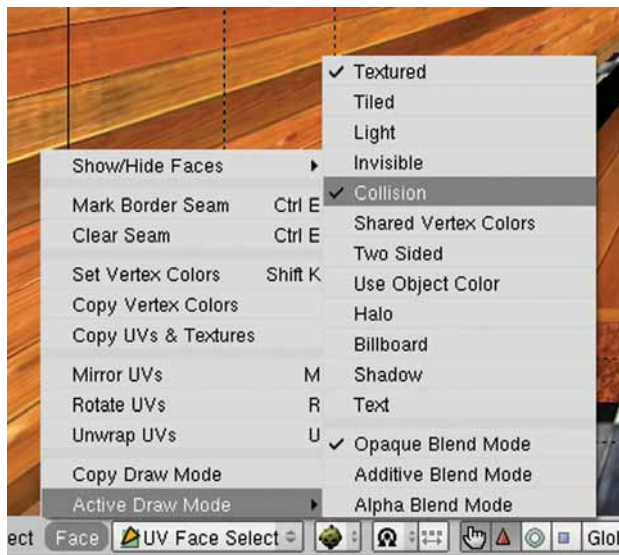 Show/Hide Faces
Mark Border Seam Ctrl E
Clear Seam Ctrl E
Set Vertex Colors Shift K
Copy Vertex Colors
Copy UVs & Textures
Mirror UVs M
Rotate UVs R
Unwrap UVs U
Copy Draw Mode
Active Draw Mode
Textured
Tiled
Light
Invisible
Collision
Shared Vertex Colors
Two Sided
Use Object Color
Halo
Billboard
Shadow
Text
Opaque Blend Mode
Additive Blend Mode
Alpha Blend Mode
ect Face UV Face Select Glo